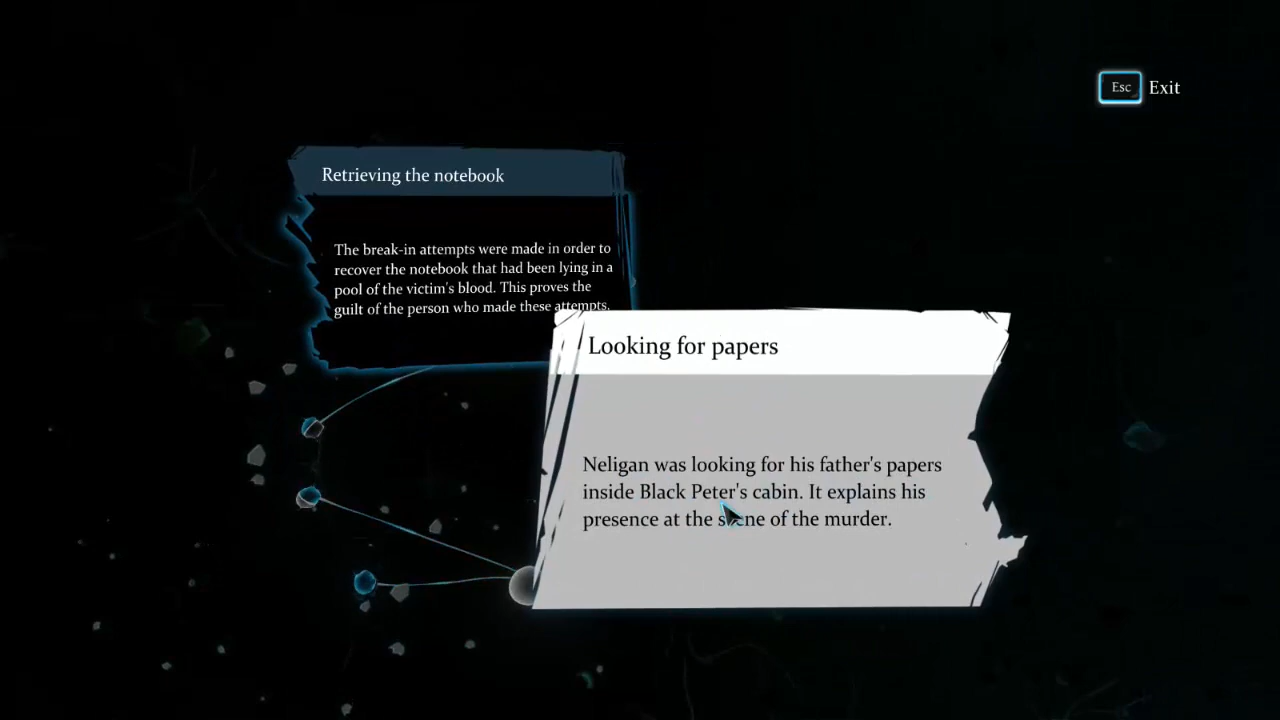 Esc Exit
Retrieving the notebook
The break-in attempts were made in order to
recover the notebook that had been lying in a
pool of the victim's blood. This proves the
guilt of the person who made these attempts.
Looking for papers
Neligan was looking for his father's papers
inside Black Peter's cabin. It explains his
presence at the scene of the murder.